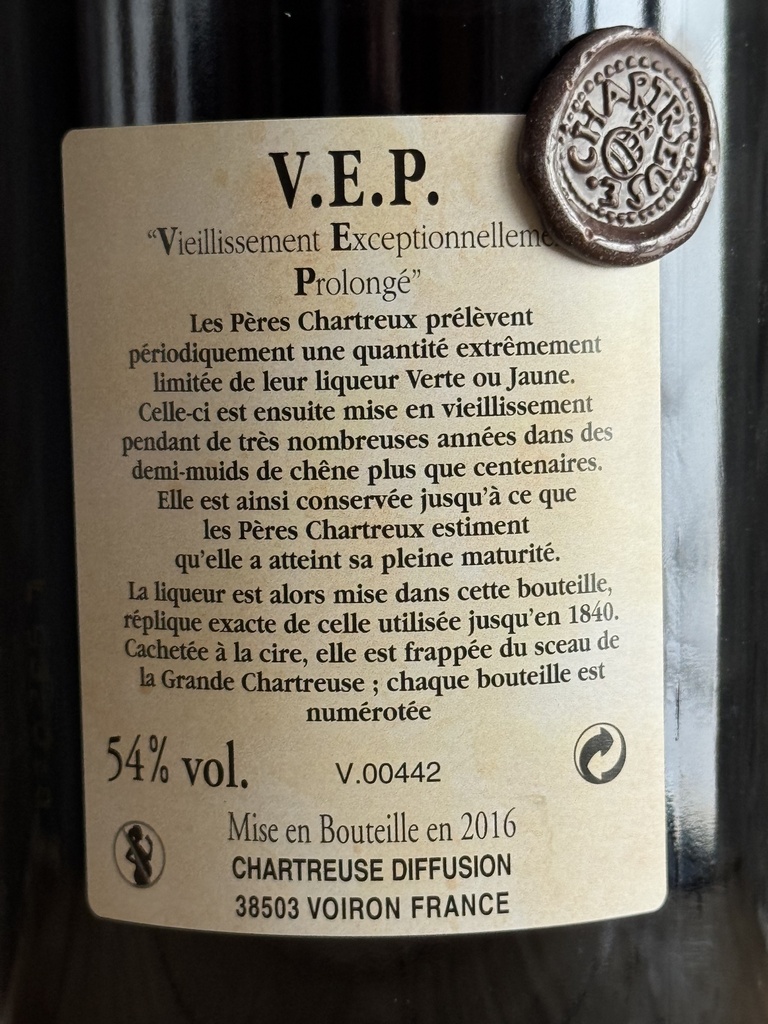 CHARTREUSE
V.E.P.
“Vieillissement Exceptionnelleme
Prolongé”
Les Pères Chartreux prélèvent
périodiquement une quantité extrêmement
limitée de leur liqueur Verte ou Jaune.
Celle-ci est ensuite mise en vieillissement
pendant de très nombreuses années dans des
demi-muids de chêne plus que centenaires.
Elle est ainsi conservée jusqu’à ce que
les Pères Chartreux estiment
qu’elle a atteint sa pleine maturité.
La liqueur est alors mise dans cette bouteille,
réplique exacte de celle utilisée jusqu’en 1840.
Cachetée à la cire, elle est frappée du sceau de
la Grande Chartreuse ; chaque bouteille est
numérotée
54% vol. V.00442
Mise en Bouteille en 2016
CHARTREUSE DIFFUSION
38503 VOIRON FRANCE